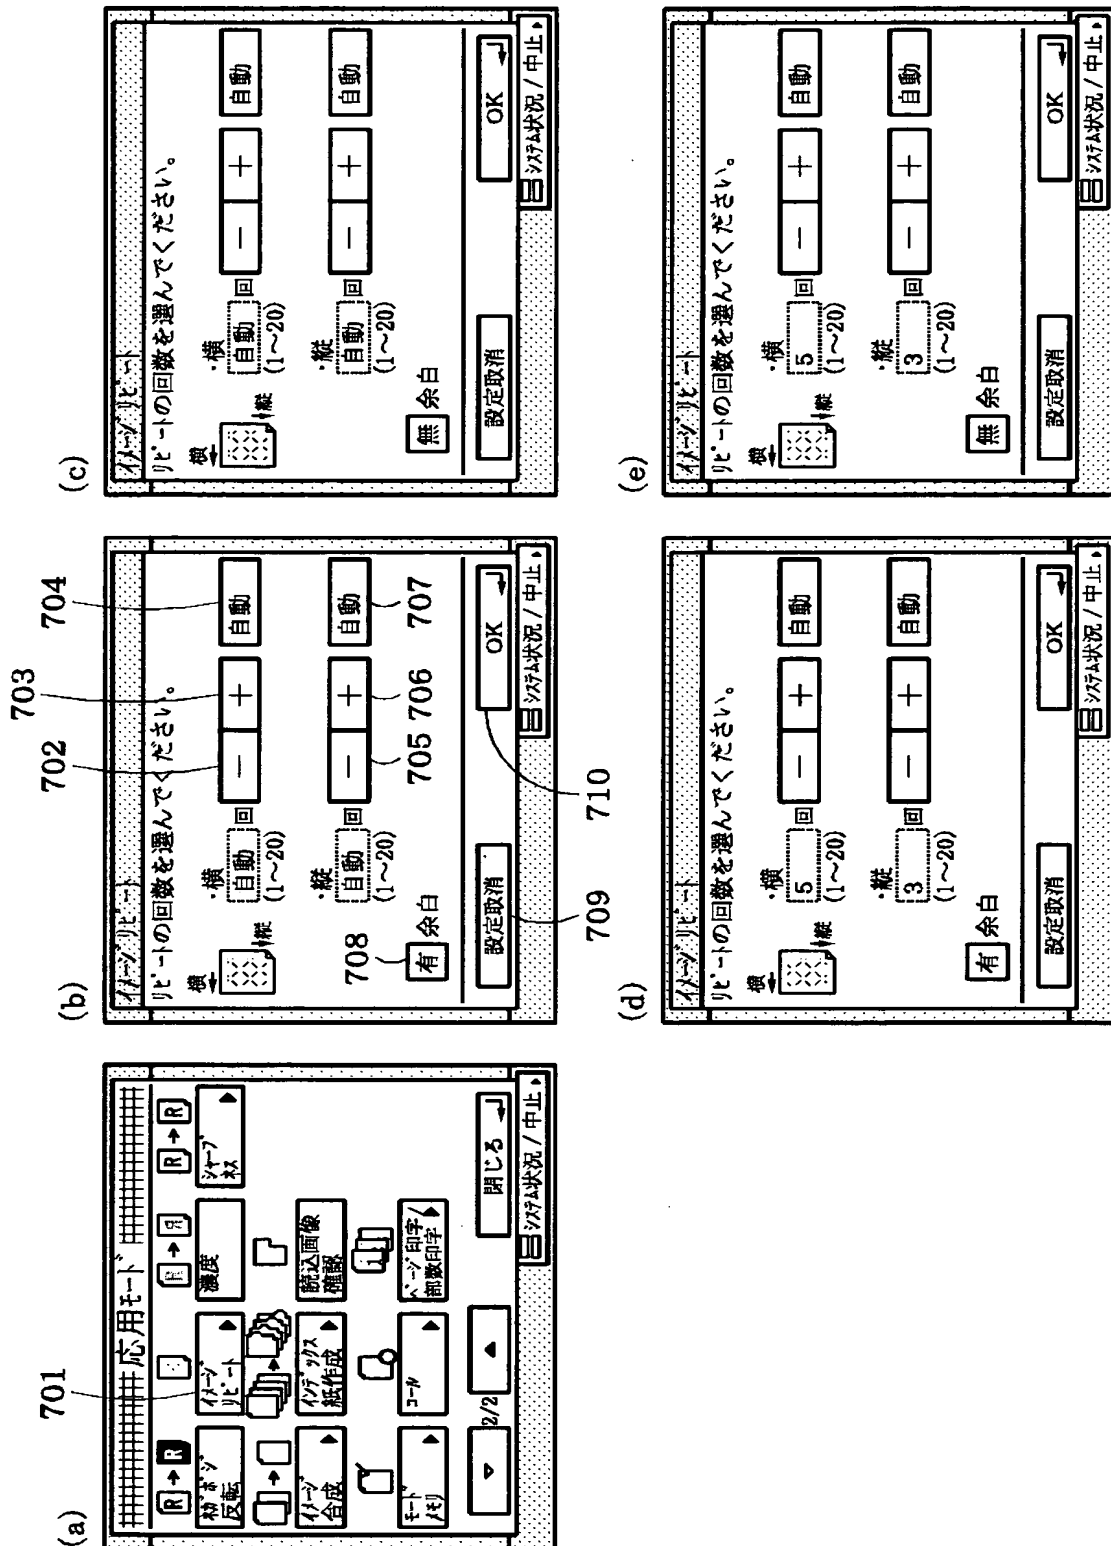 (a)
701
応用モード
R → R
R → R
R → R
ネガポジ
反転
イメージ
リピート
濃度
シャープ
ネス
イメージ
合成
インデックス
紙作成
読込画像
確認
モード
メモリ
コール
ページ印字/
部数印字
2/2
閉じる
システム状況 / 中止
(b)
702
703
704
イメージリピート
リピートの回数を選んでください。
横
縦
・横
自動 回 － ＋ 自動
(1～20)
・縦
自動 回 － ＋ 自動
(1～20)
708
有 余白
705 706 707
設定取消
OK
709
710
システム状況 / 中止
(c)
イメージリピート
リピートの回数を選んでください。
横
縦
・横
自動 回 － ＋ 自動
(1～20)
・縦
自動 回 － ＋ 自動
(1～20)
無 余白
設定取消
OK
システム状況 / 中止
(d)
イメージリピート
リピートの回数を選んでください。
横
縦
・横
5 回 － ＋ 自動
(1～20)
・縦
3 回 － ＋ 自動
(1～20)
有 余白
設定取消
OK
システム状況 / 中止
(e)
イメージリピート
リピートの回数を選んでください。
横
縦
・横
5 回 － ＋ 自動
(1～20)
・縦
3 回 － ＋ 自動
(1～20)
無 余白
設定取消
OK
システム状況 / 中止